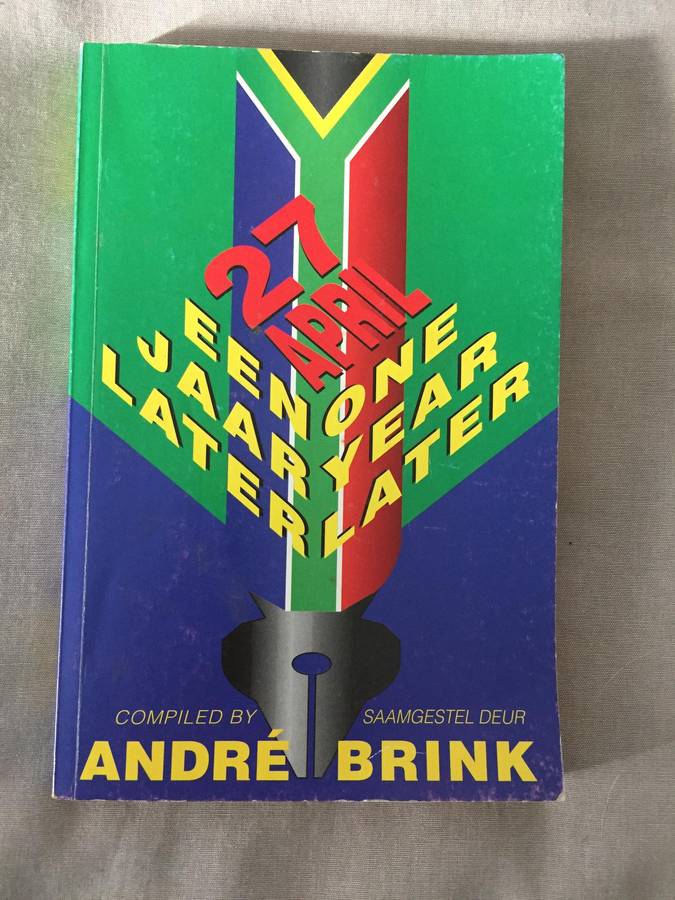 27
APRIL
EEN
JAAR
LATER
ONE
YEAR
LATER
COMPILED BY
SAAMGESTEL DEUR
ANDRÉ BRINK